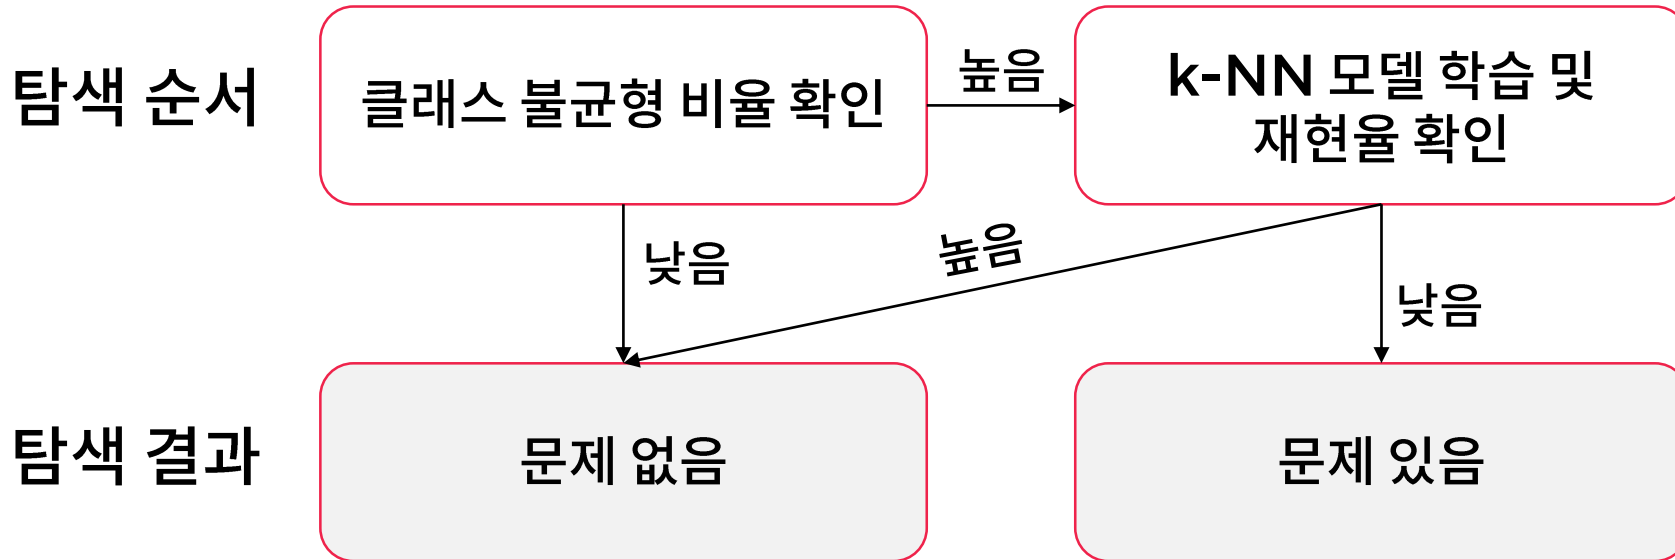 탐색 순서
클래스 불균형 비율 확인
높음
k-NN 모델 학습 및
재현율 확인
낮음
높음
낮음
탐색 결과
문제 없음
문제 있음